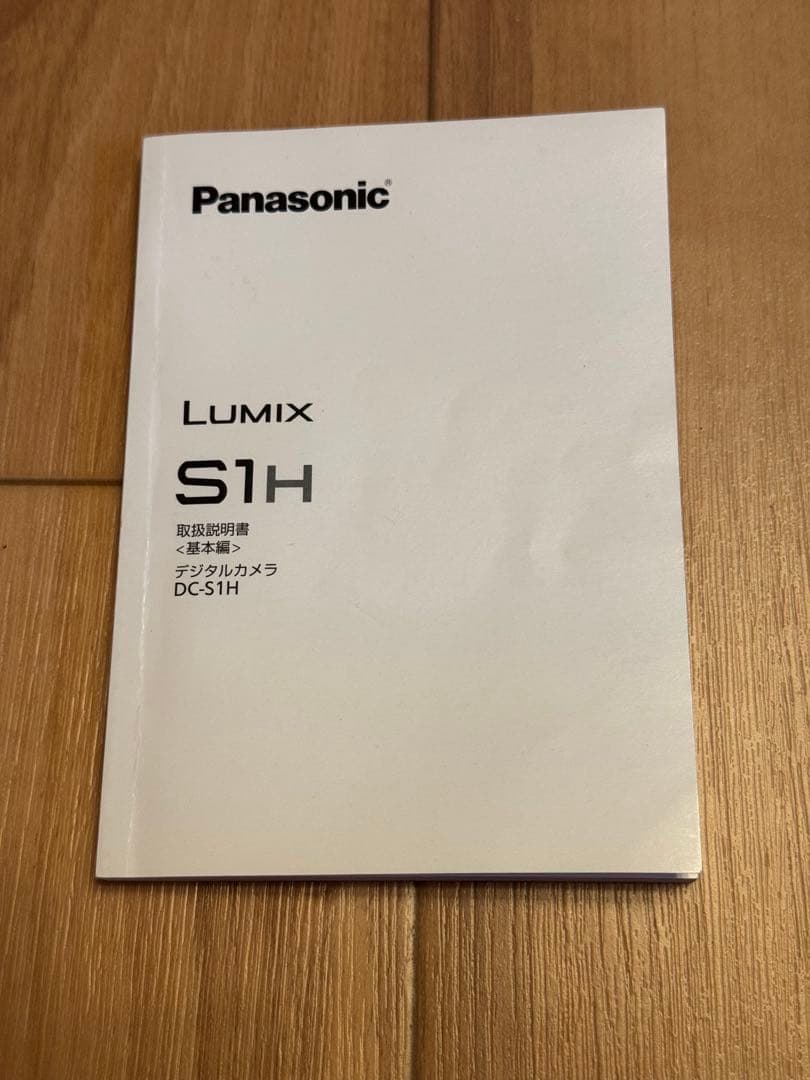 Panasonic®
LUMIX
S1H
取扱説明書
<基本編>
デジタルカメラ
DC-S1H